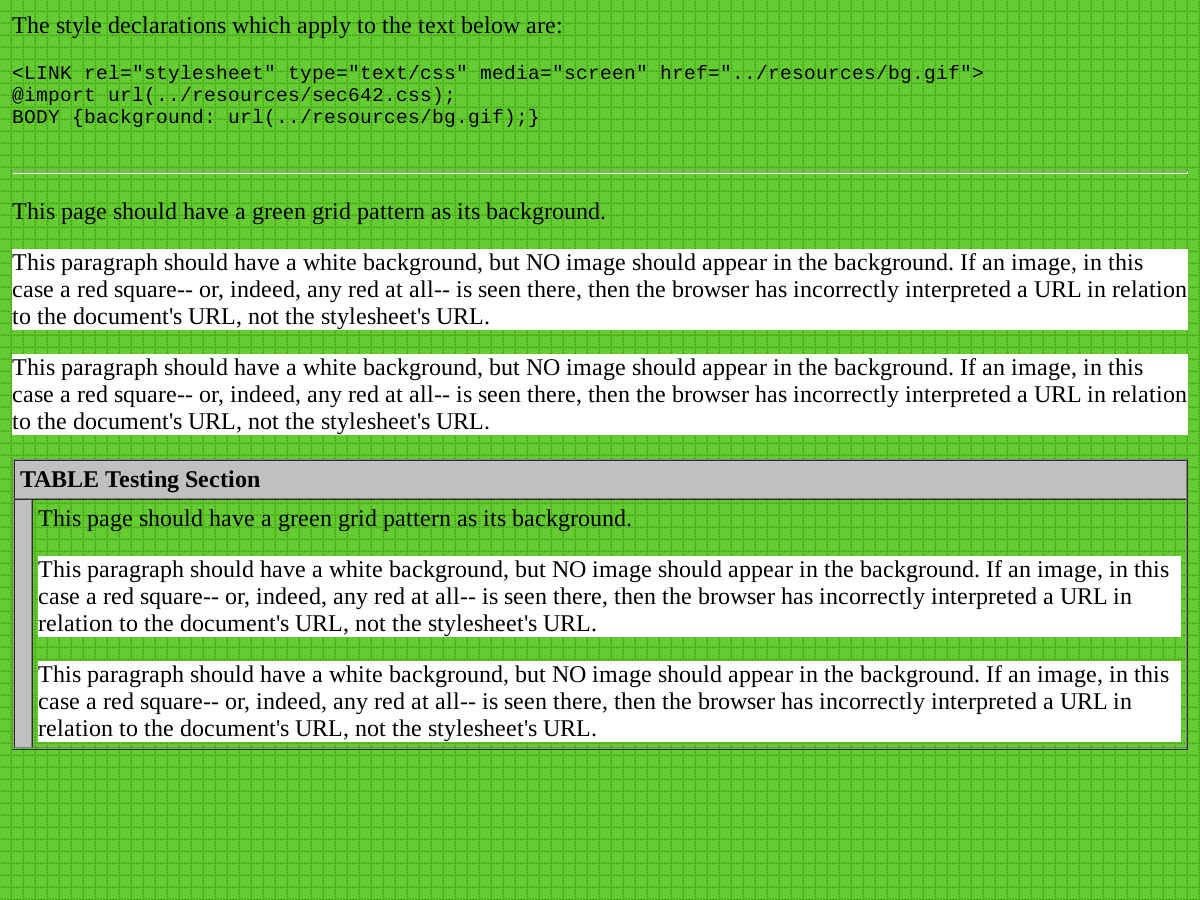 The style declarations which apply to the text below are:
<LINK rel="stylesheet" type="text/css" media="screen" href="../resources/bg.gif">
@import url(../resources/sec642.css);
BODY {background: url(../resources/bg.gif);}
This page should have a green grid pattern as its background.
This paragraph should have a white background, but NO image should appear in the background. If an image, in this
case a red square-- or, indeed, any red at all-- is seen there, then the browser has incorrectly interpreted a URL in relation
to the document's URL, not the stylesheet's URL.
This paragraph should have a white background, but NO image should appear in the background. If an image, in this
case a red square-- or, indeed, any red at all-- is seen there, then the browser has incorrectly interpreted a URL in relation
to the document's URL, not the stylesheet's URL.
TABLE Testing Section
This page should have a green grid pattern as its background.
This paragraph should have a white background, but NO image should appear in the background. If an image, in this
case a red square-- or, indeed, any red at all-- is seen there, then the browser has incorrectly interpreted a URL in
relation to the document's URL, not the stylesheet's URL.
This paragraph should have a white background, but NO image should appear in the background. If an image, in this
case a red square-- or, indeed, any red at all-- is seen there, then the browser has incorrectly interpreted a URL in
relation to the document's URL, not the stylesheet's URL.